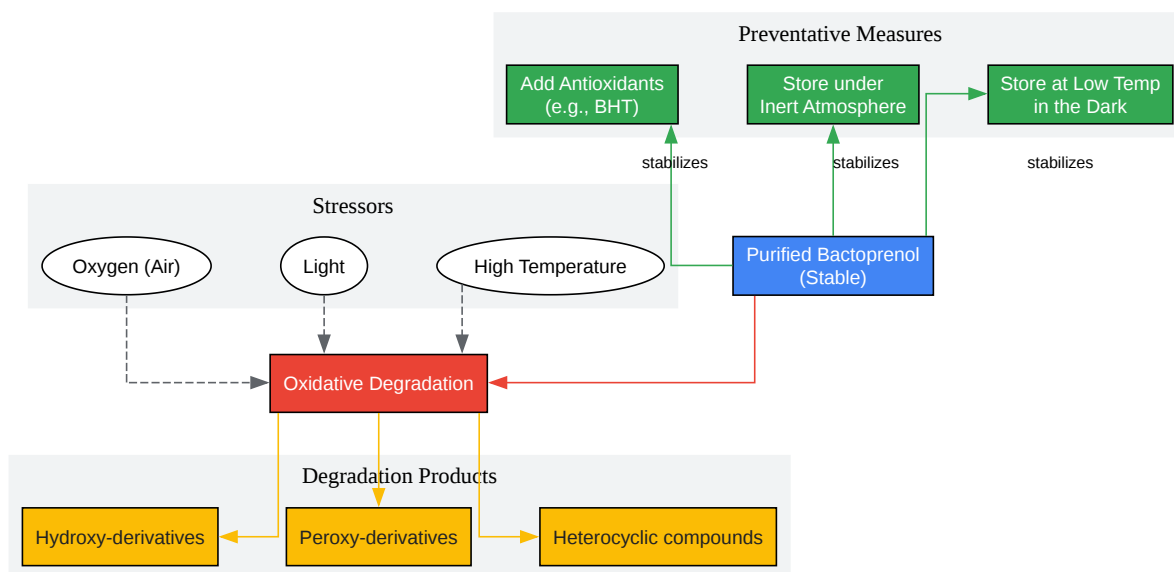 Preventative Measures
Add Antioxidants
(e.g., BHT)
Store under
Inert Atmosphere
Store at Low Temp
in the Dark
stabilizes
stabilizes
stabilizes
Stressors
Oxygen (Air)
Light
High Temperature
Purified Bactoprenol
(Stable)
Oxidative Degradation
Degradation Products
Hydroxy-derivatives
Peroxy-derivatives
Heterocyclic compounds